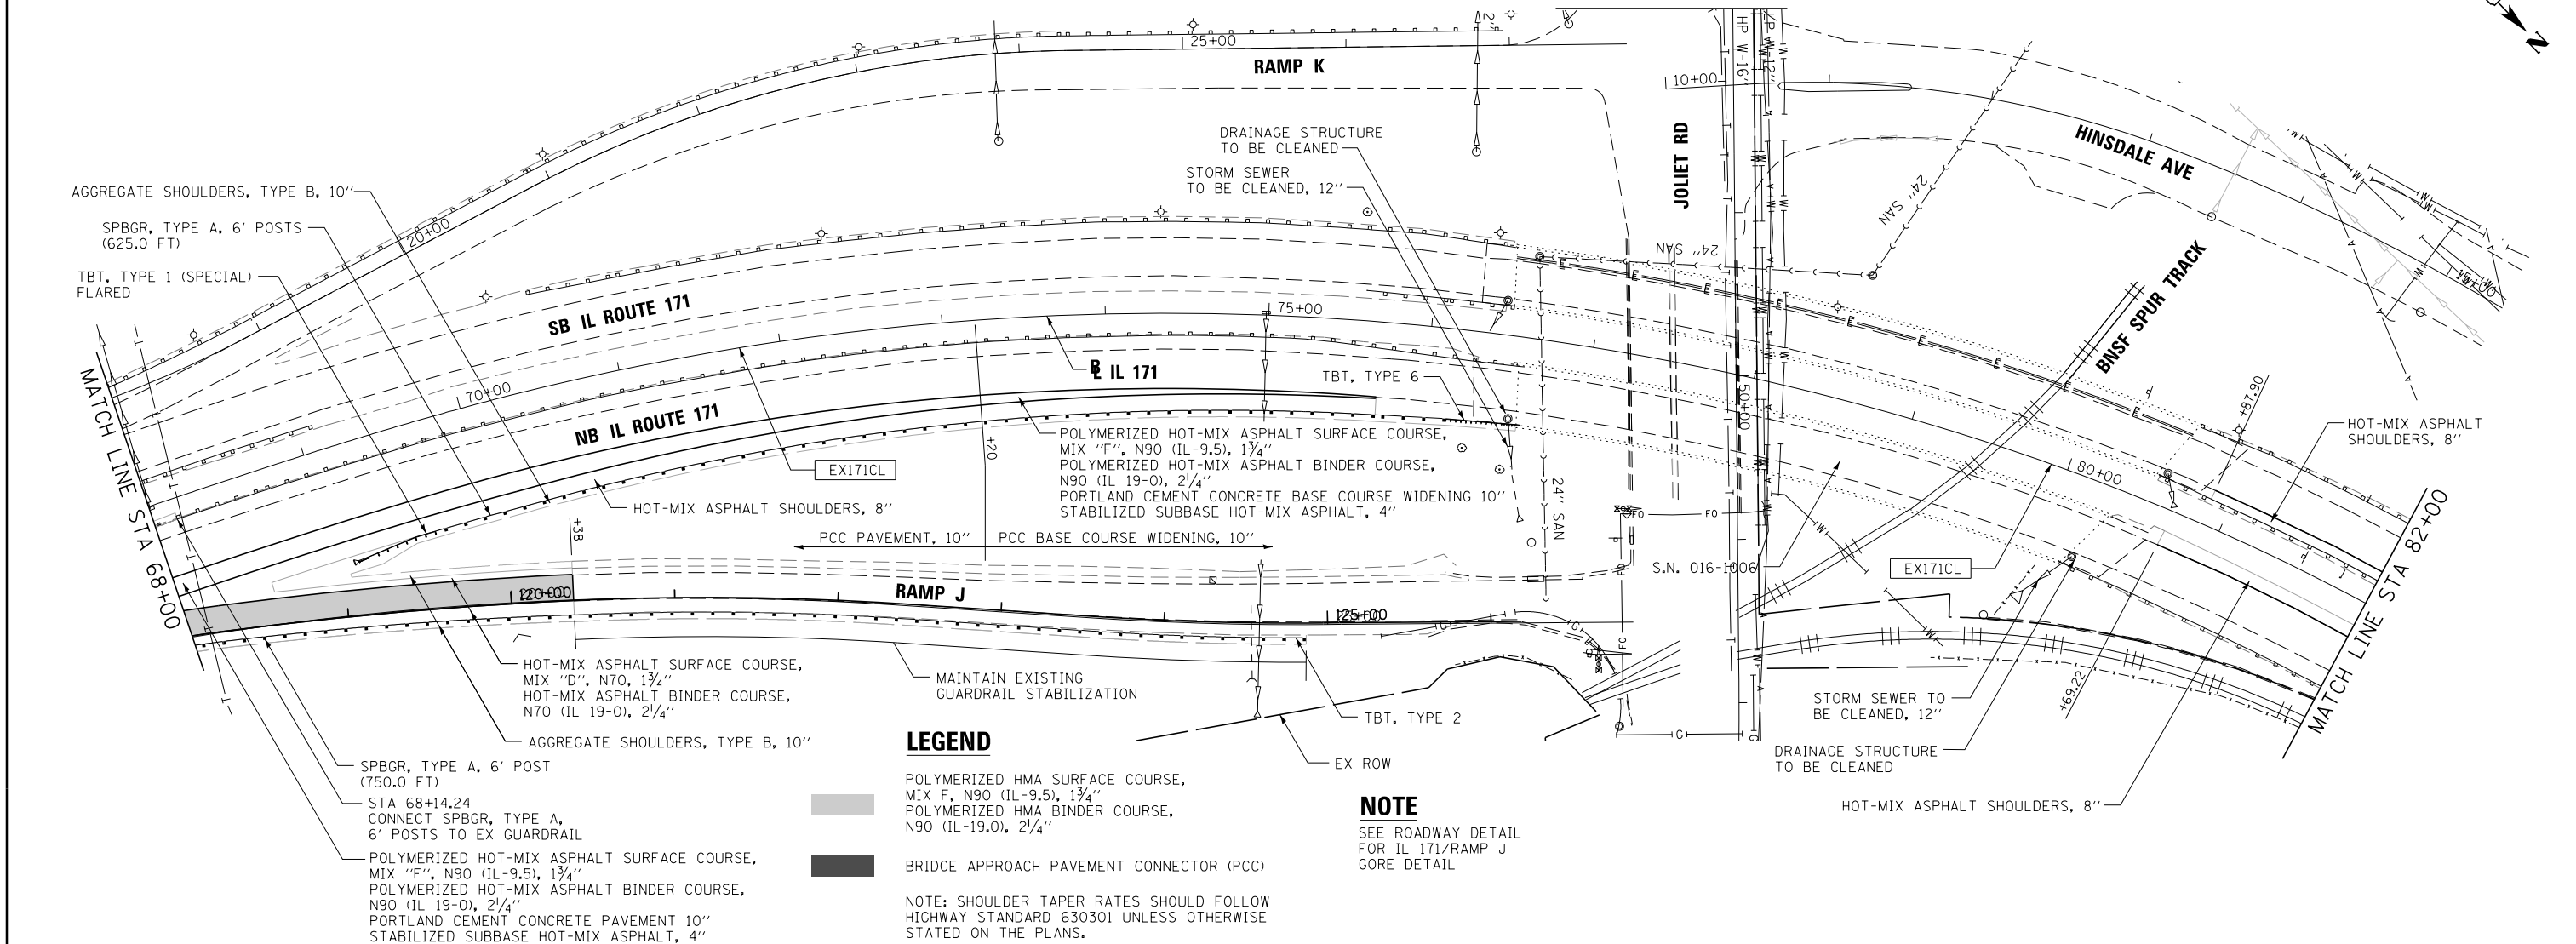 N
25+00
RAMP K
2"
HP W-16"
10+00
JOLIET RD
HINSDALE AVE
DRAINAGE STRUCTURE
TO BE CLEANED
STORM SEWER
TO BE CLEANED, 12"
24" SAN
24" SAN
AGGREGATE SHOULDERS, TYPE B, 10"
SPBGR, TYPE A, 6' POSTS
(625.0 FT)
TBT, TYPE 1 (SPECIAL)
FLARED
20+00
SB IL ROUTE 171
75+00
BNSF SPUR TRACK
15+00
MATCH LINE STA 68+00
70+00
NB IL ROUTE 171
℄ IL 171
TBT, TYPE 6
50+00
+87.90
HOT-MIX ASPHALT
SHOULDERS, 8"
EX171CL
+20
POLYMERIZED HOT-MIX ASPHALT SURFACE COURSE,
MIX "F", N90 (IL-9.5), 1¾"
POLYMERIZED HOT-MIX ASPHALT BINDER COURSE,
N90 (IL 19-0), 2¼"
PORTLAND CEMENT CONCRETE BASE COURSE WIDENING 10"
STABILIZED SUBBASE HOT-MIX ASPHALT, 4"
80+00
HOT-MIX ASPHALT SHOULDERS, 8"
24" SAN
FO
FO
+38
PCC PAVEMENT, 10"
PCC BASE COURSE WIDENING, 10"
S.N. 016-1006
EX171CL
MATCH LINE STA 82+00
120+00
RAMP J
125+00
HOT-MIX ASPHALT SURFACE COURSE,
MIX "D", N70, 1¾"
HOT-MIX ASPHALT BINDER COURSE,
N70 (IL 19-0), 2¼"
MAINTAIN EXISTING
GUARDRAIL STABILIZATION
+69.22
STORM SEWER TO
BE CLEANED, 12"
TBT, TYPE 2
AGGREGATE SHOULDERS, TYPE B, 10"
DRAINAGE STRUCTURE
TO BE CLEANED
SPBGR, TYPE A, 6' POST
(750.0 FT)
EX ROW
HOT-MIX ASPHALT SHOULDERS, 8"
STA 68+14.24
CONNECT SPBGR, TYPE A,
6' POSTS TO EX GUARDRAIL
POLYMERIZED HOT-MIX ASPHALT SURFACE COURSE,
MIX "F", N90 (IL-9.5), 1¾"
POLYMERIZED HOT-MIX ASPHALT BINDER COURSE,
N90 (IL 19-0), 2¼"
PORTLAND CEMENT CONCRETE PAVEMENT 10"
STABILIZED SUBBASE HOT-MIX ASPHALT, 4"
LEGEND
POLYMERIZED HMA SURFACE COURSE,
MIX F, N90 (IL-9.5), 1¾"
POLYMERIZED HMA BINDER COURSE,
N90 (IL-19.0), 2¼"
BRIDGE APPROACH PAVEMENT CONNECTOR (PCC)
NOTE: SHOULDER TAPER RATES SHOULD FOLLOW
HIGHWAY STANDARD 630301 UNLESS OTHERWISE
STATED ON THE PLANS.
NOTE
SEE ROADWAY DETAIL
FOR IL 171/RAMP J
GORE DETAIL